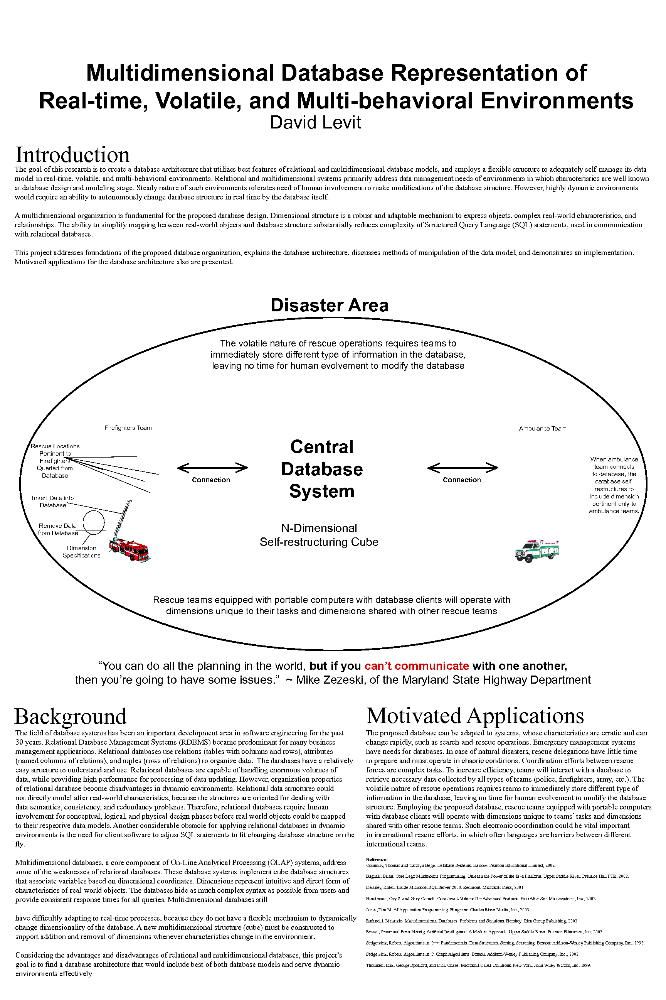 Multidimensional Database Representation of
Real-time, Volatile, and Multi-behavioral Environments
David Levit
Introduction
The goal of this research is to create a database architecture that utilizes best features of relational and multidimensional database models, and employs a flexible structure to adequately self-manage its data
model in real-time, volatile, and multi-behavioral environments. Relational and multidimensional systems primarily address data management needs of environments in which characteristics are well known
at database design and modeling stage. Steady nature of such environments tolerates need of human involvement to make modifications of the database structure. However, highly dynamic environments
would require an ability to autonomously change database structure in real time by the database itself.
A multidimensional organization is fundamental for the proposed database design. Dimensional structure is a robust and adaptable mechanism to express objects, complex real-world characteristics, and
relationships. The ability to simplify mapping between real-world objects and database structure substantially reduces complexity of Structured Query Language (SQL) statements, used in communication
with relational databases.
This project addresses foundations of the proposed database organization, explains the database architecture, discusses methods of manipulation of the data model, and demonstrates an implementation.
Motivated applications for the database architecture also are presented.
Disaster Area
The volatile nature of rescue operations requires teams to
immediately store different type of information in the database,
leaving no time for human evolvement to modify the database
Firefighters Team
Rescue Locations
Pertinent to
Firefighters
Queried from
Database
Insert Data into
Database
Remove Data
from Database
Dimension
Specifications
Connection
Central
Database
System
N-Dimensional
Self-restructuring Cube
Connection
Ambulance Team
When ambulance
team connects
to database, the
database self-
restructures to
include dimension
pertinent only to
ambulance teams.
AMBULANCE
Rescue teams equipped with portable computers with database clients will operate with
dimensions unique to their tasks and dimensions shared with other rescue teams
“You can do all the planning in the world, but if you can’t communicate with one another,
then you’re going to have some issues.” ~ Mike Zezeski, of the Maryland State Highway Department
Background
The field of database systems has been an important development area in software engineering for the past
30 years. Relational Database Management Systems (RDBMS) became predominant for many business
management applications. Relational databases use relations (tables with columns and rows), attributes
(named columns of relations), and tuples (rows of relations) to organize data. The databases have a relatively
easy structure to understand and use. Relational databases are capable of handling enormous volumes of
data, while providing high performance for processing of data updating. However, organization properties
of relational database become disadvantages in dynamic environments. Relational data structures could
not directly model after real-world characteristics, because the structures are oriented for dealing with
data semantics, consistency, and redundancy problems. Therefore, relational databases require human
involvement for conceptual, logical, and physical design phases before real world objects could be mapped
to their respective data models. Another considerable obstacle for applying relational databases in dynamic
environments is the need for client software to adjust SQL statements to fit changing database structure on the
fly.
Multidimensional databases, a core component of On-Line Analytical Processing (OLAP) systems, address
some of the weaknesses of relational databases. These database systems implement cube database structures
that associate variables based on dimensional coordinates. Dimensions represent intuitive and direct form of
characteristics of real-world objects. The databases hide as much complex syntax as possible from users and
provide consistent response times for all queries. Multidimensional databases still
have difficultly adapting to real-time processes, because they do not have a flexible mechanism to dynamically
change dimensionality of the database. A new multidimensional structure (cube) must be constructed to
support addition and removal of dimensions whenever characteristics change in the environment.
Considering the advantages and disadvantages of relational and multidimensional databases, this project’s
goal is to find a database architecture that would include best of both database models and serve dynamic
environments effectively
Motivated Applications
The proposed database can be adapted to systems, whose characteristics are erratic and can
change rapidly, such as search-and-rescue operations. Emergency management systems
have needs for databases. In case of natural disasters, rescue delegations have little time
to prepare and must operate in chaotic conditions. Coordination efforts between rescue
forces are complex tasks. To increase efficiency, teams will interact with a database to
retrieve necessary data collected by all types of teams (police, firefighters, army, etc.). The
volatile nature of rescue operations requires teams to immediately store different type of
information in the database, leaving no time for human evolvement to modify the database
structure. Employing the proposed database, rescue teams equipped with portable computers
with database clients will operate with dimensions unique to teams’ tasks and dimensions
shared with other rescue teams. Such electronic coordination could be vital important
in international rescue efforts, in which often languages are barriers between different
international teams.
References
Connolly, Thomas and Carolyn Begg. Database Systems. Harlow: Pearson Educational Limited, 2002.
Bagnall, Brian. Core Lego Mindstorms Programming: Unleash the Power of the Java Platform. Upper Saddle River: Prentice Hall PTR, 2002.
Delaney, Kalen. Inside Microsoft SQL Server 2000. Redmont: Microsoft Press, 2001.
Horstmann, Cay S. and Gary Cornell. Core Java 2 Volume II – Advanced Features. Palo Alto: Sun Microsystems, Inc., 2002.
Jones, Tim M. AI Application Programming. Hingham: Charles River Media, Inc., 2003.
Rafanelli, Maurizio. Multidimensional Databases: Problems and Solutions. Hershey: Idea Group Publishing, 2003.
Russel, Stuart and Peter Norvig. Artificial Intelligence: A Modern Approach. Upper Saddle River: Pearson Education, Inc, 2003.
Sedgewick, Robert. Algorithms in C++: Fundamentals, Data Structures, Sorting, Searching. Boston: Addison-Wesley Publishing Company, Inc., 1998.
Sedgewick, Robert. Algorithms in C: Graph Algorithms. Boston: Addison-Wesley Publishing Company, Inc., 2002.
Thomsen, Erik, George Spofford, and Dick Chase. Microsoft OLAP Solutions. New York: John Wiley & Sons, Inc, 1999.